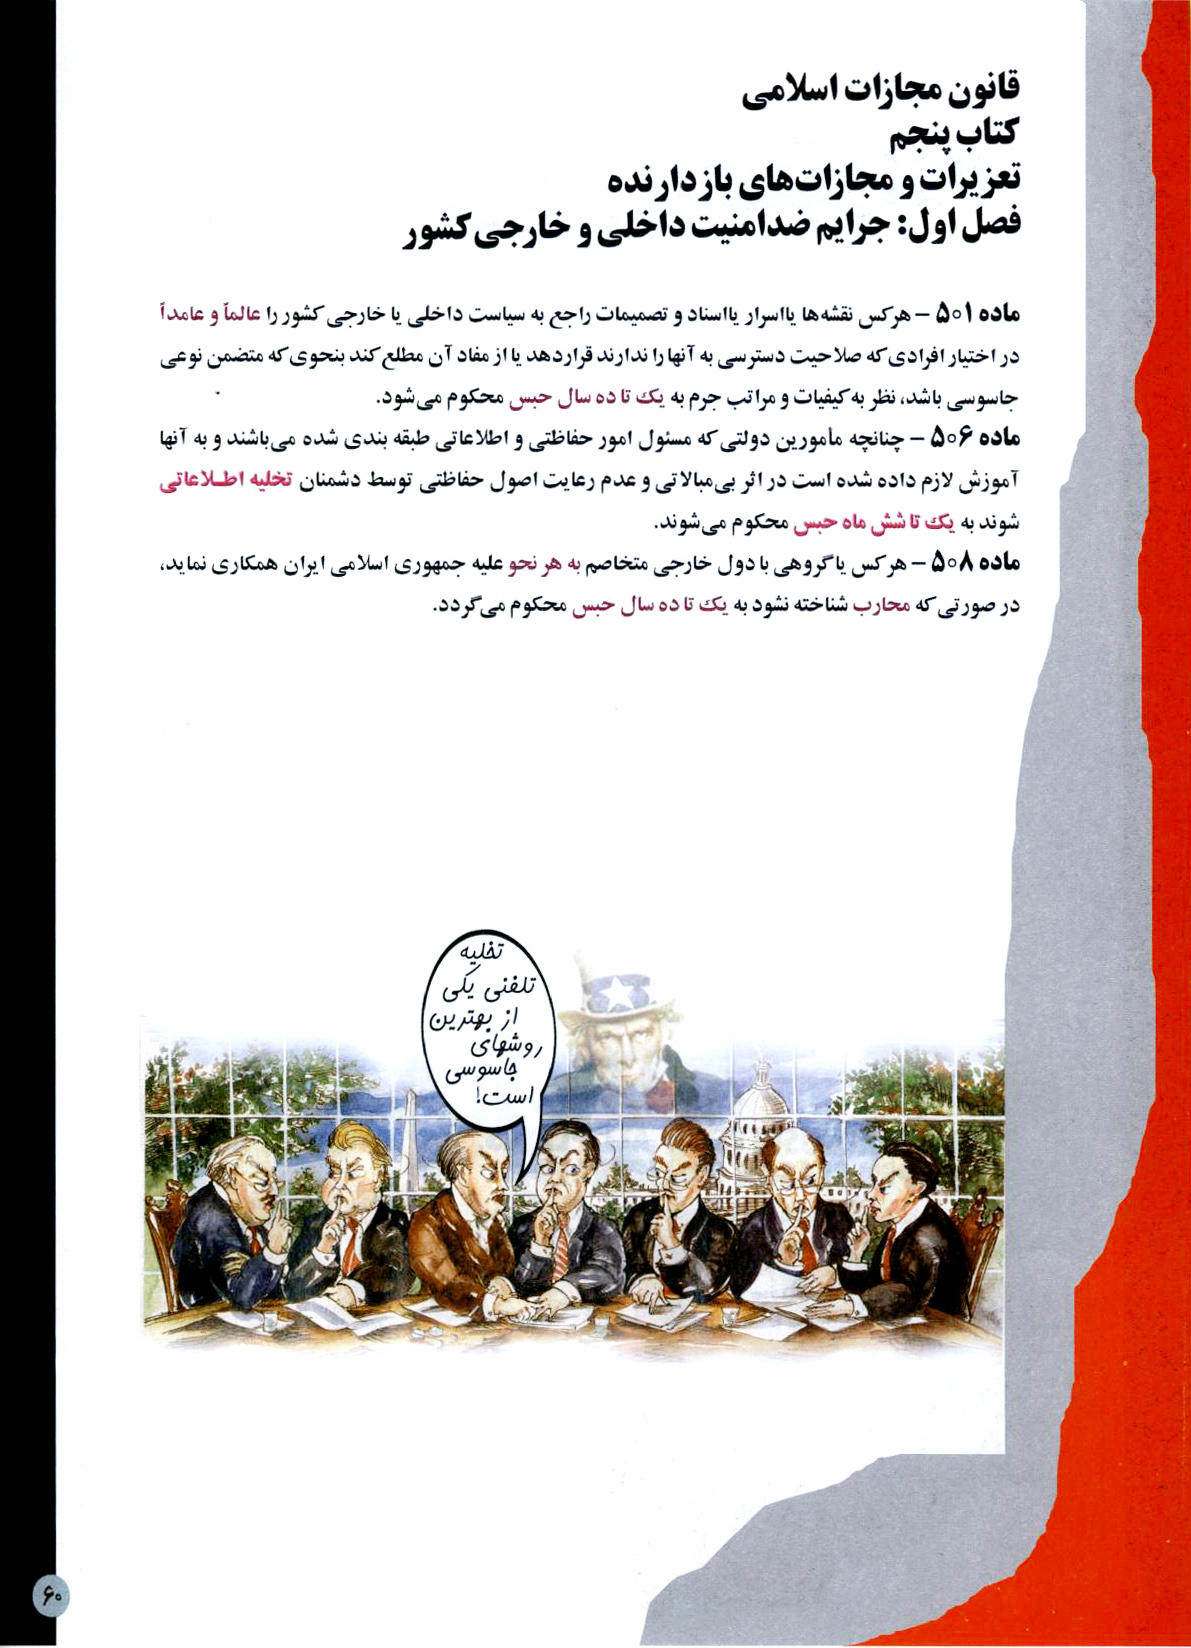 قانون مجازات اسلامی
کتاب پنجم
تعزیرات و مجازات‌های بازدارنده
فصل اول: جرایم ضدامنیت داخلی و خارجی کشور
ماده ۵۰۱ – هرکس نقشه‌ها یااسرار یااسناد و تصمیمات راجع به سیاست داخلی یا خارجی کشور را عالماً و عامداً
در اختیار افرادی که صلاحیت دسترسی به آنها را ندارند قراردهد یا از مفاد آن مطلع کند بنحوی که متضمن نوعی
جاسوسی باشد، نظر به کیفیات و مراتب جرم به یک تا ده سال حبس محکوم می‌شود.
ماده ۵۰۶ – چنانچه مأمورین دولتی که مسئول امور حفاظتی و اطلاعاتی طبقه بندی شده می‌باشند و به آنها
آموزش لازم داده شده است در اثر بی‌مبالاتی و عدم رعایت اصول حفاظتی توسط دشمنان تخلیه اطـلاعاتی
شوند به یک تا شش ماه حبس محکوم می‌شوند.
ماده ۵۰۸ – هرکس یا گروهی با دول خارجی متخاصم به هر نحو علیه جمهوری اسلامی ایران همکاری نماید،
در صورتی که محارب شناخته نشود به یک تا ده سال حبس محکوم می‌گردد.
تخلیه
تلفنی یکی
از بهترین
روشهای
جاسوسی
است!
۶۰